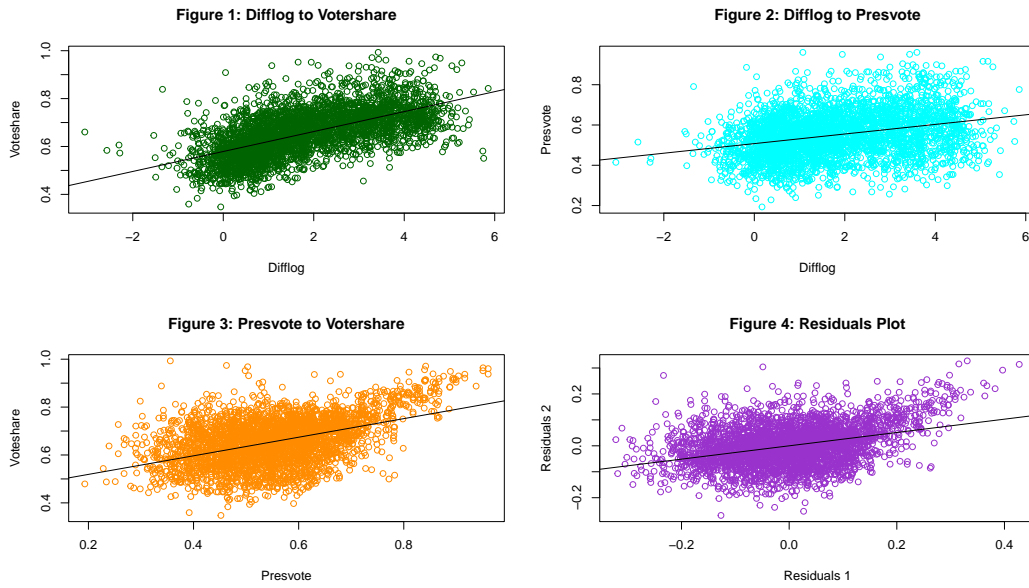 Figure 1: Difflog to Votershare
Voteshare
1.0
0.8
0.6
0.4
−2 0 2 4 6
Difflog
Figure 2: Difflog to Presvote
Presvote
1.0
0.8
0.6
0.4
0.2
−2 0 2 4 6
Difflog
Figure 3: Presvote to Votershare
Voteshare
1.0
0.8
0.6
0.4
0.2 0.4 0.6 0.8
Presvote
Figure 4: Residuals Plot
Residuals 2
0.2
0.0
−0.2
−0.2 0.0 0.2 0.4
Residuals 1